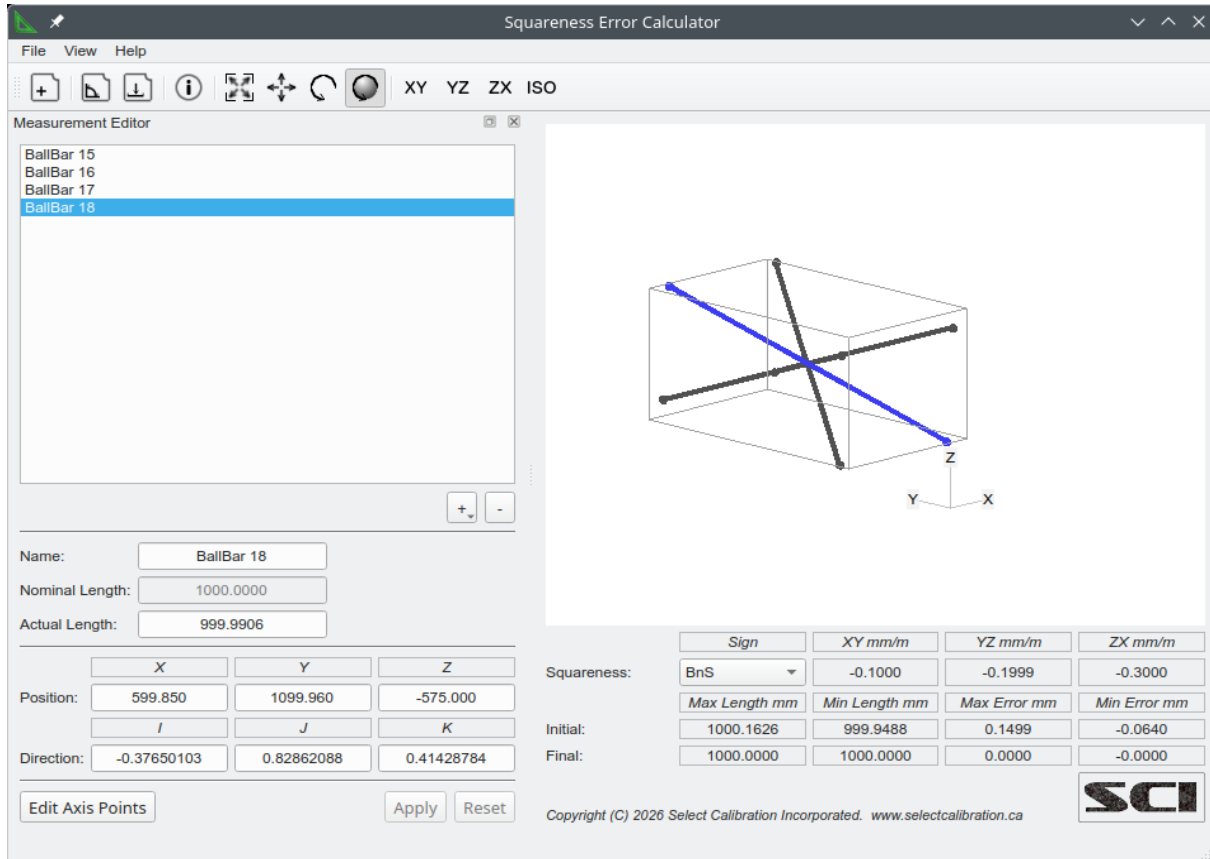 Squareness Error Calculator
File View Help
XY YZ ZX ISO
Measurement Editor
BallBar 15
BallBar 16
BallBar 17
BallBar 18
+ -
Name: BallBar 18
Nominal Length: 1000.0000
Actual Length: 999.9906
X Y Z
Position: 599.850 1099.960 -575.000
I J K
Direction: -0.37650103 0.82862088 0.41428784
Edit Axis Points Apply Reset
Z
Y X
Sign XY mm/m YZ mm/m ZX mm/m
Squareness: BnS -0.1000 -0.1999 -0.3000
Max Length mm Min Length mm Max Error mm Min Error mm
Initial: 1000.1626 999.9488 0.1499 -0.0640
Final: 1000.0000 1000.0000 0.0000 -0.0000
SCI
Copyright (C) 2026 Select Calibration Incorporated. www.selectcalibration.ca